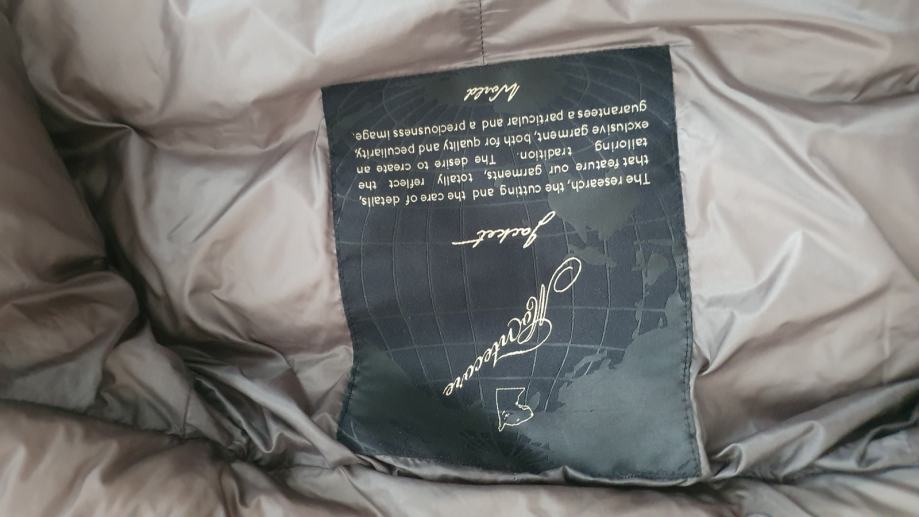 Montecore
Jacket
The research, the cutting and the care of details,
that feature our garments, totally reflect the
tailoring tradition. The desire to create an
exclusive garment, both for quality and peculiarity,
guarantees a particular and a preciousness image.
World